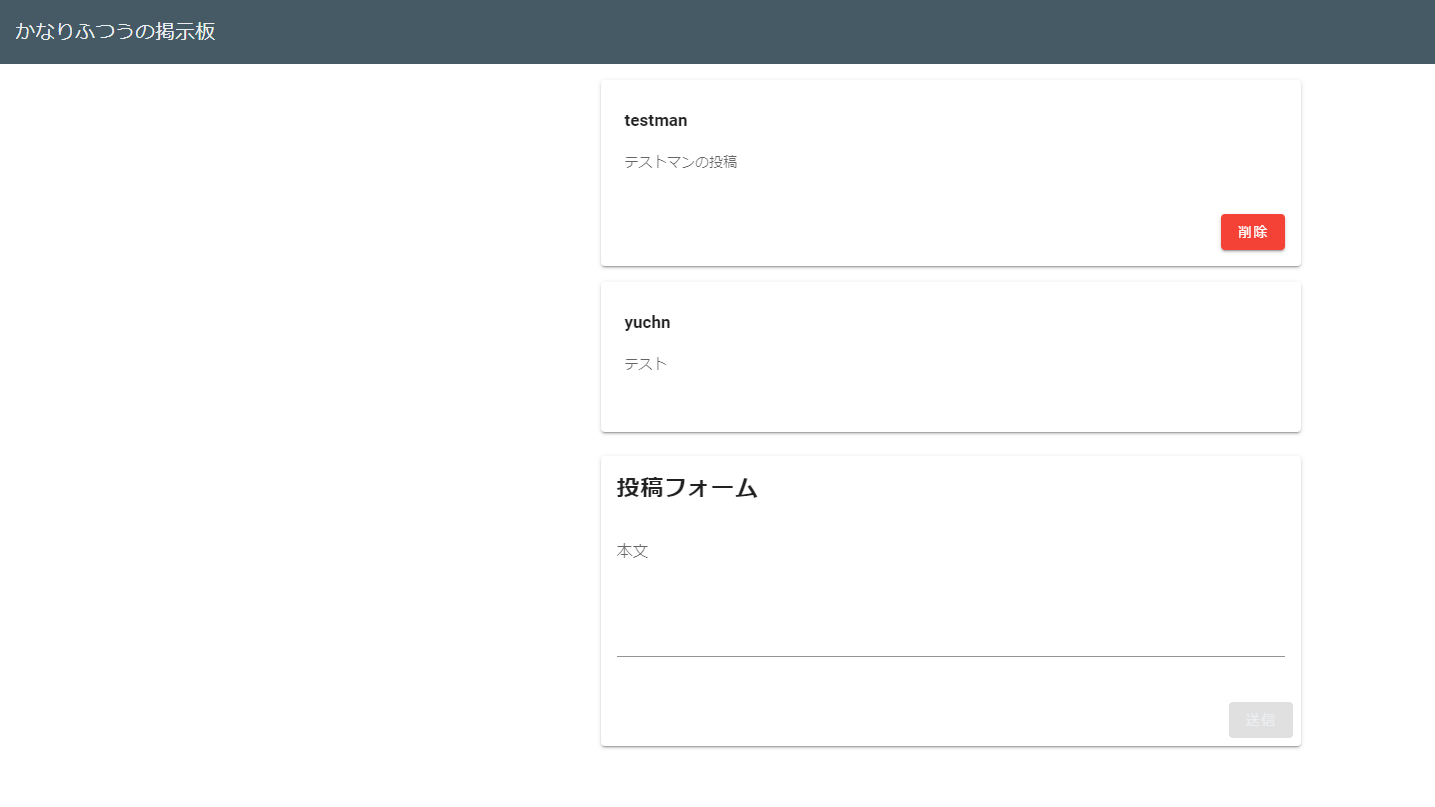 かなりふつうの掲示板
testman
テストマンの投稿
削除
yuchn
テスト
投稿フォーム
本文
送信